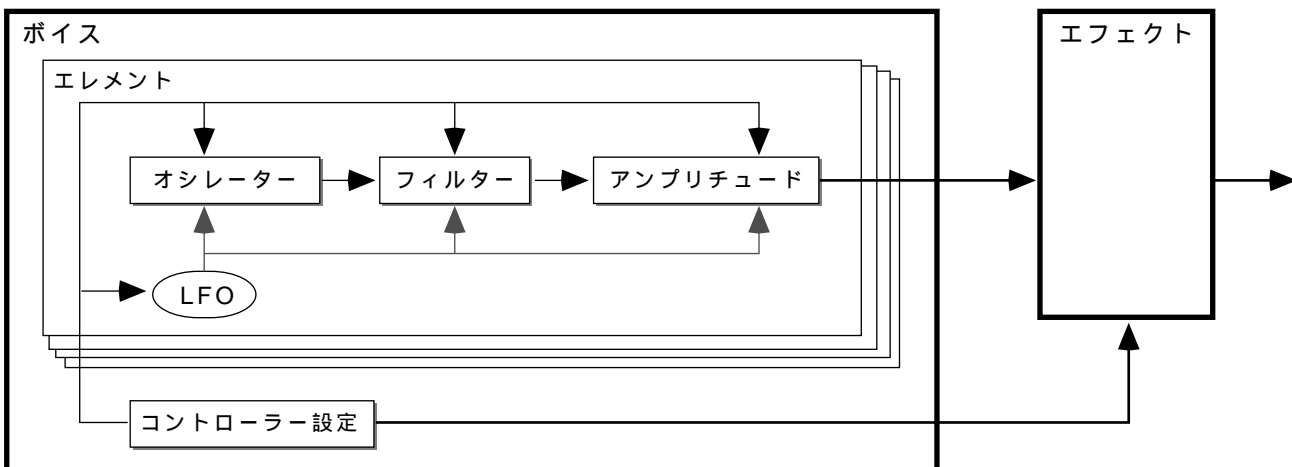 ボイス
エフェクト
エレメント
オシレーター
フィルター
アンプリチュード
LFO
コントローラー設定